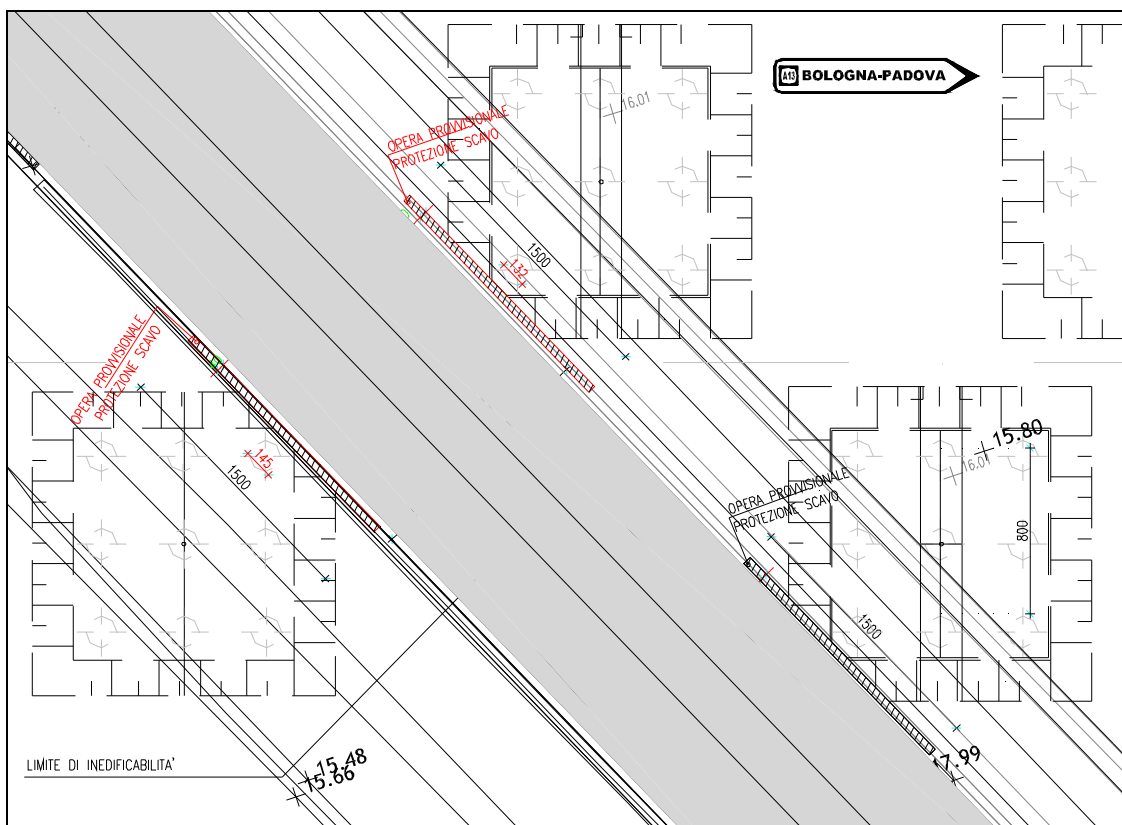 A13 BOLOGNA-PADOVA
16.01
OPERA PROVVISIONALE
PROTEZIONE SCAVO
1500
132
OPERA PROVVISIONALE
PROTEZIONE SCAVO
145
1500
15.80
16.01
OPERA PROVVISIONALE
PROTEZIONE SCAVO
800
1500
7.99
LIMITE DI INEDIFICABILITA'
15.48
15.66